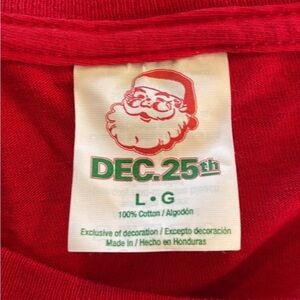 DEC.25th
L • G
100% Cotton / Algodón
Exclusive of decoration / Excepto decoración
Made in / Hecho en Honduras